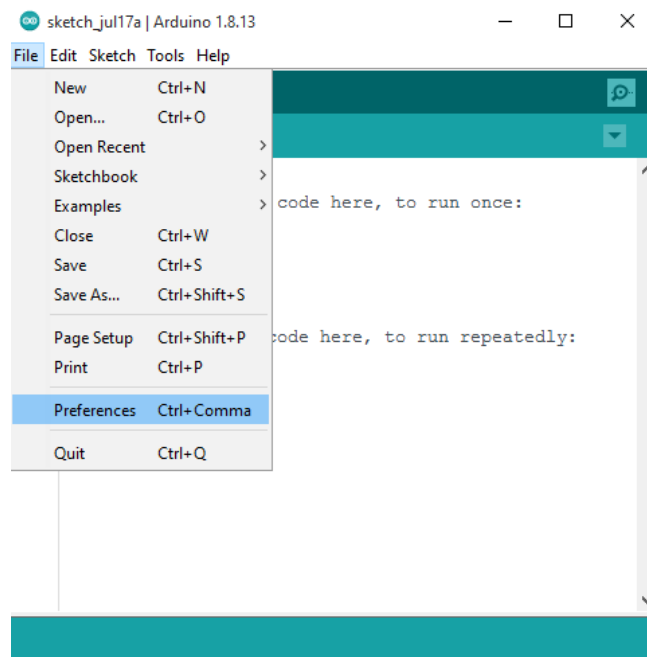 sketch_jul17a | Arduino 1.8.13
File Edit Sketch Tools Help
New Ctrl+N
Open... Ctrl+O
Open Recent
Sketchbook
Examples
code here, to run once:
Close Ctrl+W
Save Ctrl+S
Save As... Ctrl+Shift+S
Page Setup Ctrl+Shift+P
code here, to run repeatedly:
Print Ctrl+P
Preferences Ctrl+Comma
Quit Ctrl+Q